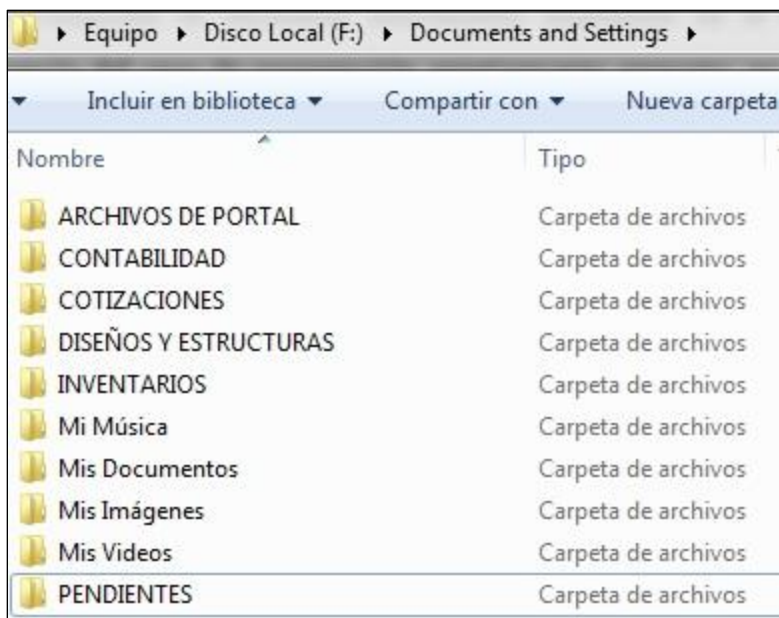 Equipo Disco Local (F:) Documents and Settings
Incluir en biblioteca Compartir con Nueva carpeta
Nombre Tipo
ARCHIVOS DE PORTAL Carpeta de archivos
CONTABILIDAD Carpeta de archivos
COTIZACIONES Carpeta de archivos
DISEÑOS Y ESTRUCTURAS Carpeta de archivos
INVENTARIOS Carpeta de archivos
Mi Música Carpeta de archivos
Mis Documentos Carpeta de archivos
Mis Imágenes Carpeta de archivos
Mis Videos Carpeta de archivos
PENDIENTES Carpeta de archivos